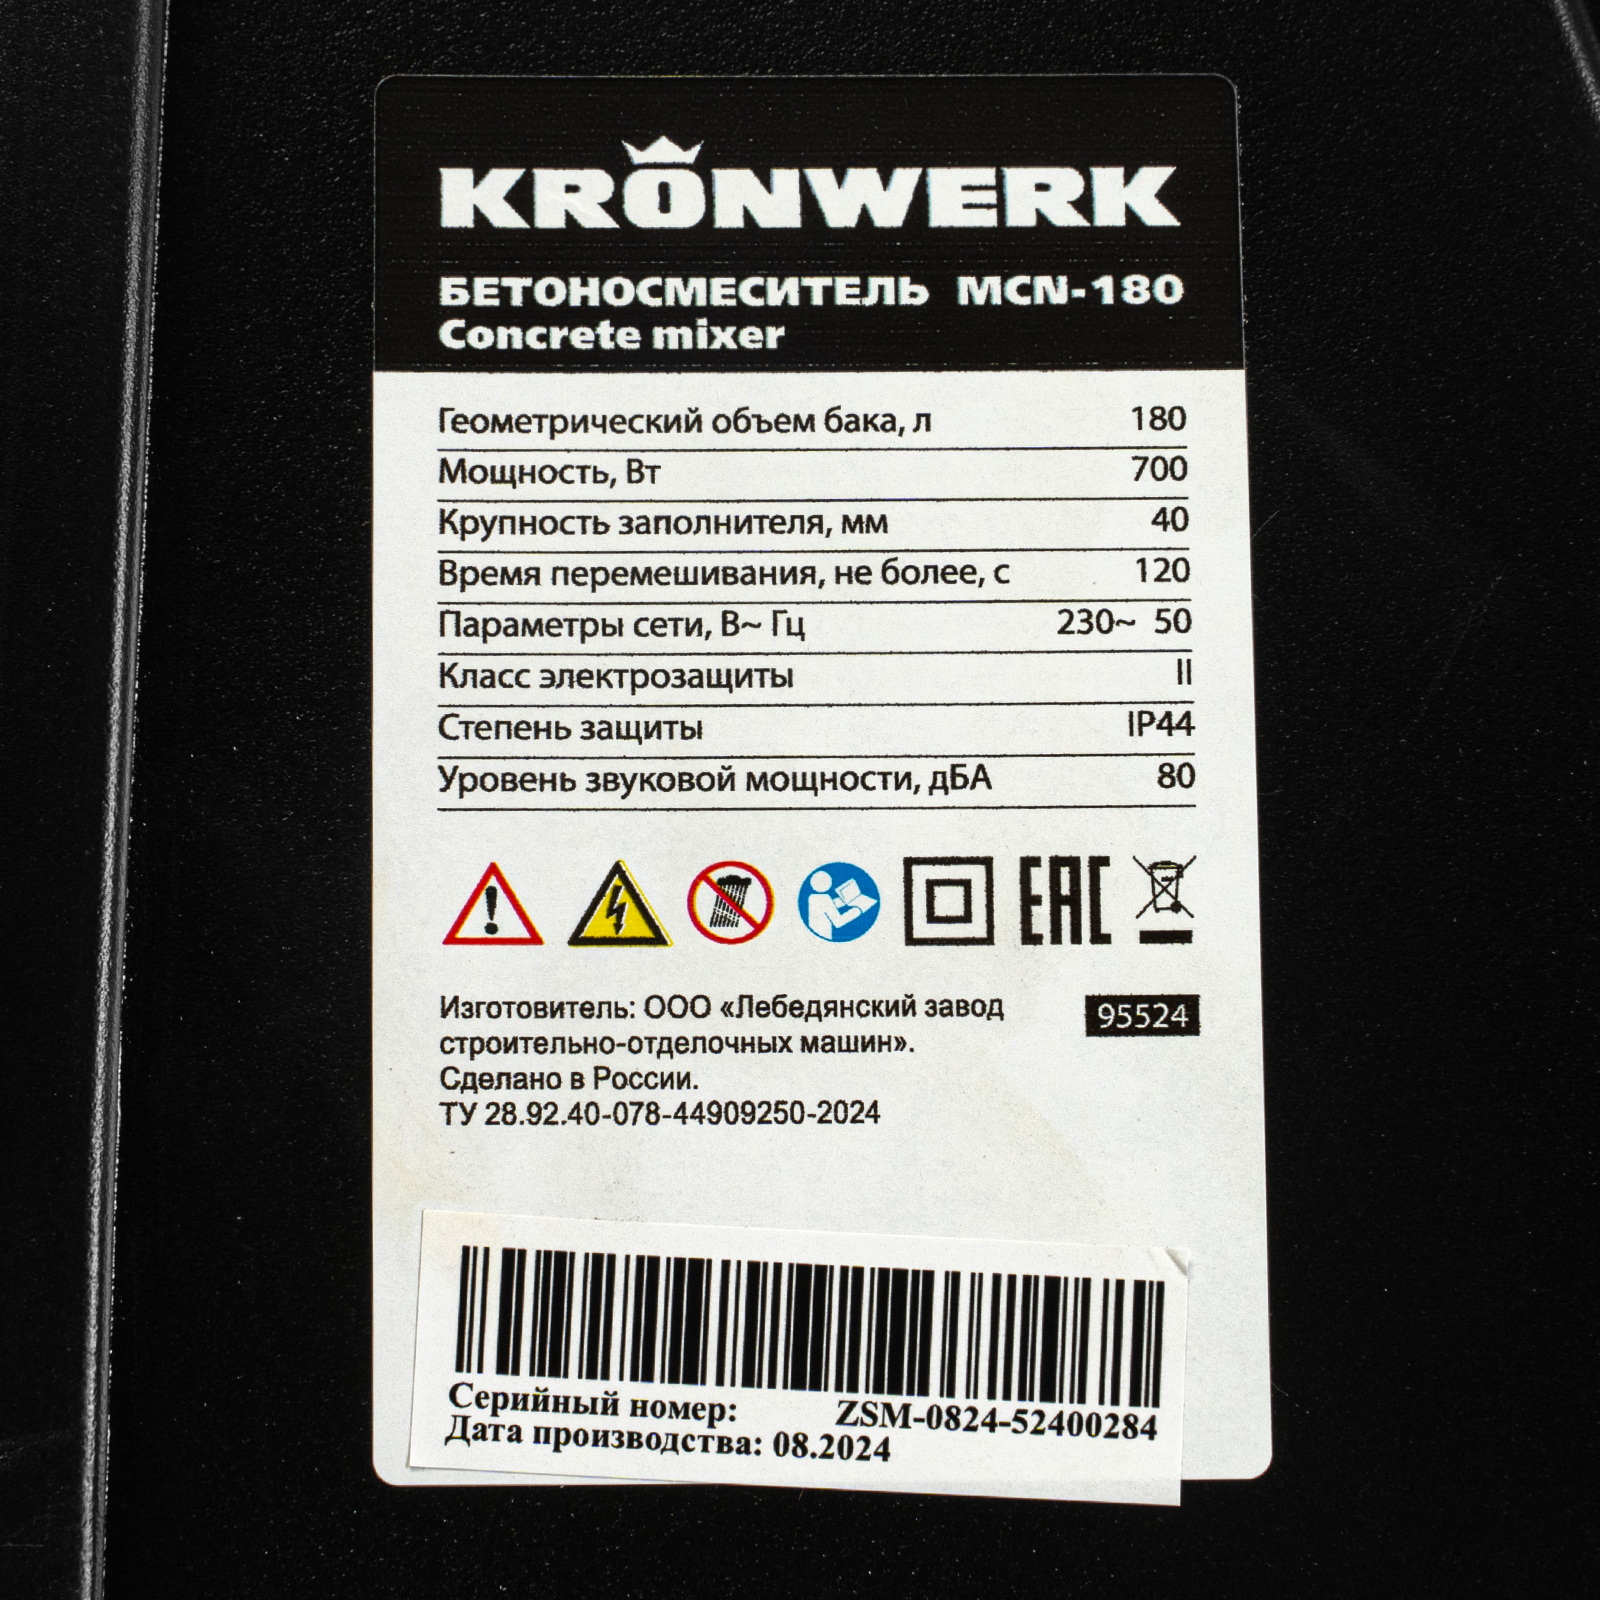 KRONWERK
БЕТОНОСМЕСИТЕЛЬ MCN-180
Concrete mixer
Геометрический объем бака, л 180
Мощность, Вт 700
Крупность заполнителя, мм 40
Время перемешивания, не более, с 120
Параметры сети, В~ Гц 230~ 50
Класс электрозащиты II
Степень защиты IP44
Уровень звуковой мощности, дБА 80
EAC
Изготовитель: ООО «Лебедянский завод
строительно-отделочных машин».
95524
Сделано в России.
ТУ 28.92.40-078-44909250-2024
Серийный номер: ZSM-0824-52400284
Дата производства: 08.2024